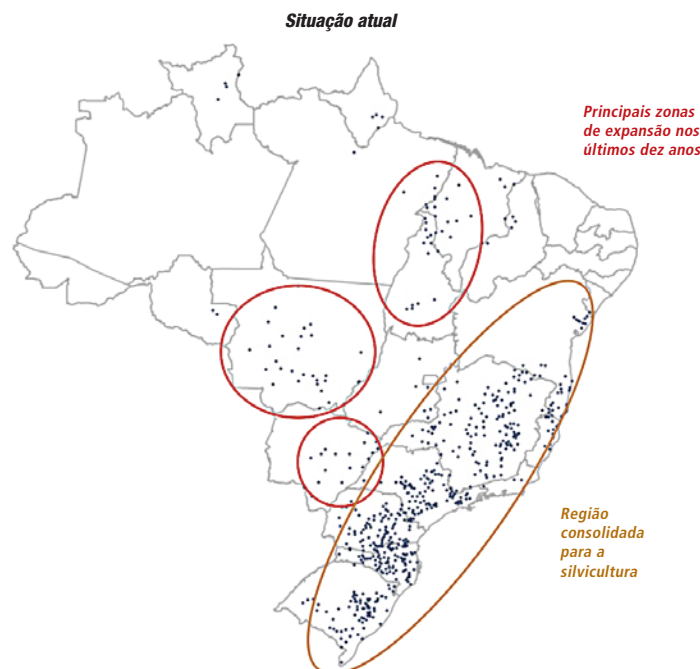 Situação atual
Principais zonas
de expansão nos
últimos dez anos
Região
consolidada
para a
silvicultura